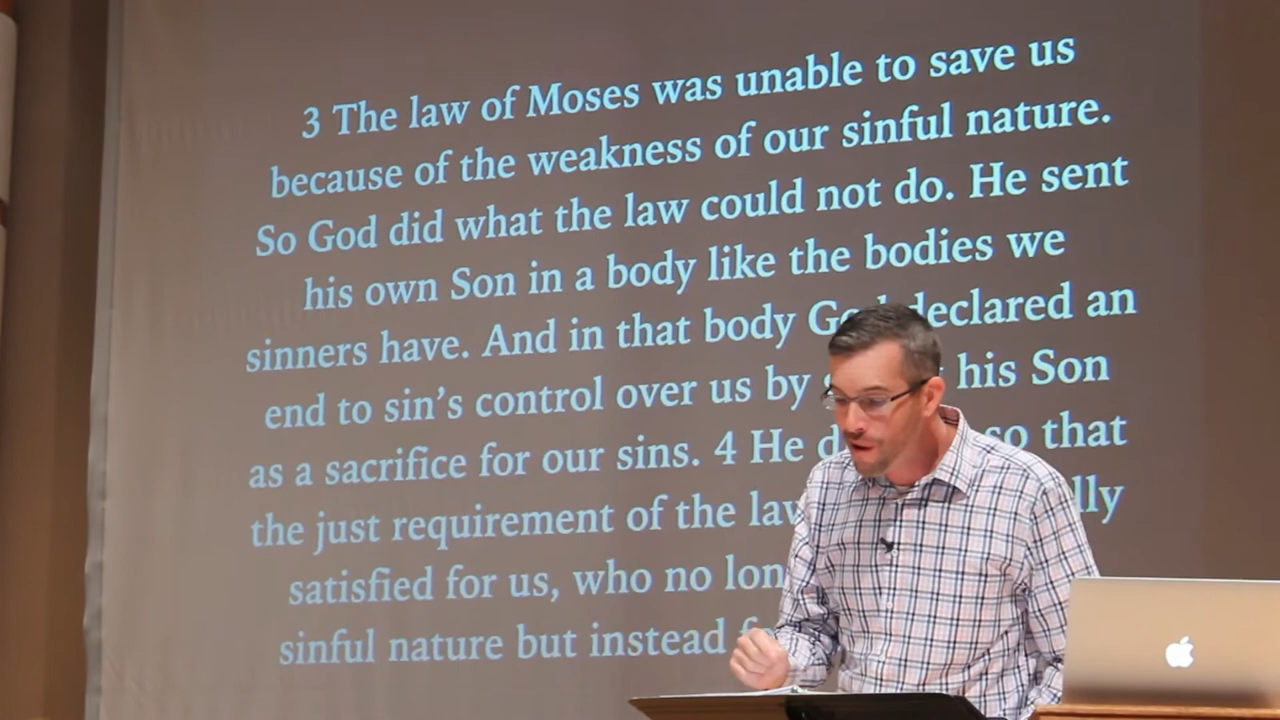 3 The law of Moses was unable to save us
because of the weakness of our sinful nature.
So God did what the law could not do. He sent
his own Son in a body like the bodies we
sinners have. And in that body God declared an
end to sin’s control over us by his Son
as a sacrifice for our sins. 4 He so that
the just requirement of the law
satisfied for us, who no
sinful nature but instead